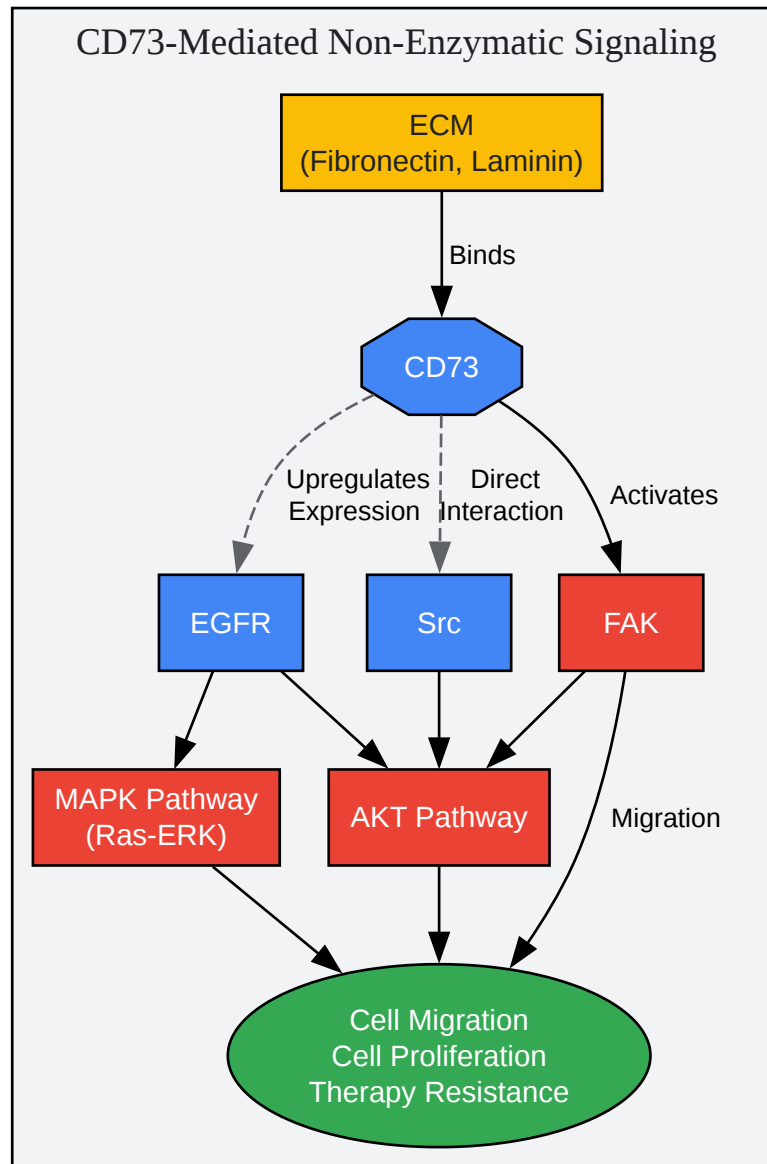 CD73-Mediated Non-Enzymatic Signaling
ECM
(Fibronectin, Laminin)
Binds
CD73
Upregulates
Expression
Direct
Interaction
Activates
EGFR
Src
FAK
MAPK Pathway
(Ras-ERK)
AKT Pathway
Migration
Cell Migration
Cell Proliferation
Therapy Resistance